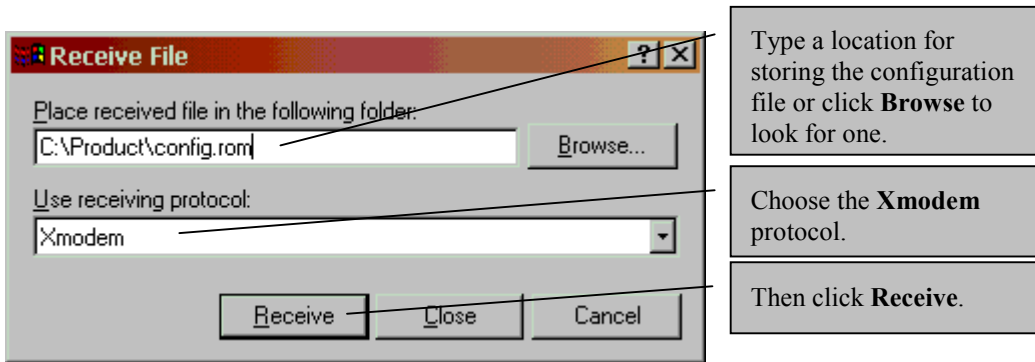 Receive File
? X
Place received file in the following folder:
C:\Product\config.rom
Browse...
Use receiving protocol:
Xmodem
Receive
Close
Cancel
Type a location for
storing the configuration
file or click Browse to
look for one.
Choose the Xmodem
protocol.
Then click Receive.